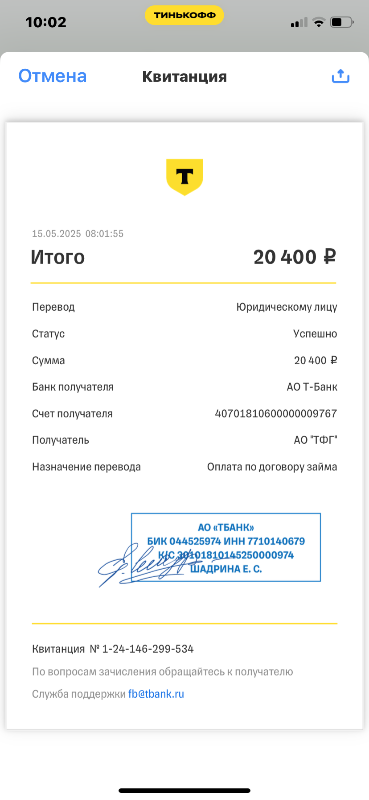 10:02
ТИНЬКОФФ
Отмена Квитанция
Т
15.05.2025 08:01:55
Итого 20 400 ₽
Перевод Юридическому лицу
Статус Успешно
Сумма 20 400 ₽
Банк получателя АО Т-Банк
Счет получателя 40701810600000009767
Получатель АО "ТФГ"
Назначение перевода Оплата по договору займа
АО «ТБАНК»
БИК 044525974 ИНН 7710140679
К/С 30101810145250000974
ШАДРИНА Е. С.
Квитанция № 1-24-146-299-534
По вопросам зачисления обращайтесь к получателю
Служба поддержки fb@tbank.ru